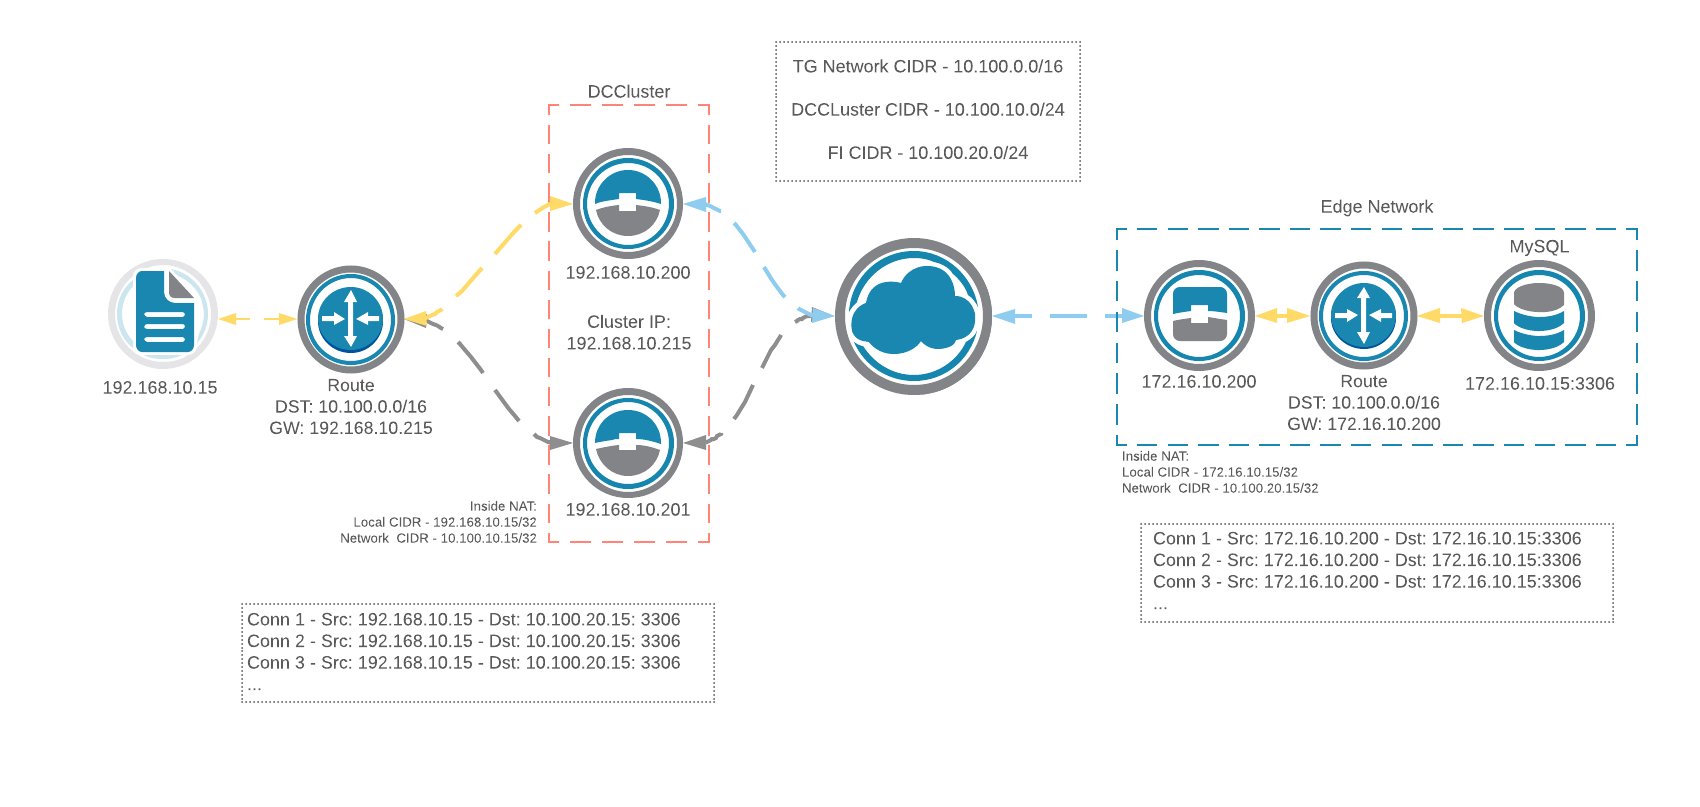 TG Network CIDR - 10.100.0.0/16
DCCLuster CIDR - 10.100.10.0/24
FI CIDR - 10.100.20.0/24
DCCluster
192.168.10.200
Cluster IP:
192.168.10.215
192.168.10.201
192.168.10.15
Route
DST: 10.100.0.0/16
GW: 192.168.10.215
Inside NAT:
Local CIDR - 192.168.10.15/32
Network  CIDR - 10.100.10.15/32
Conn 1 - Src: 192.168.10.15 - Dst: 10.100.20.15: 3306
Conn 2 - Src: 192.168.10.15 - Dst: 10.100.20.15: 3306
Conn 3 - Src: 192.168.10.15 - Dst: 10.100.20.15: 3306
...
Edge Network
MySQL
172.16.10.200
Route
DST: 10.100.0.0/16
GW: 172.16.10.200
172.16.10.15:3306
Inside NAT:
Local CIDR - 172.16.10.15/32
Network  CIDR - 10.100.20.15/32
Conn 1 - Src: 172.16.10.200 - Dst: 172.16.10.15:3306
Conn 2 - Src: 172.16.10.200 - Dst: 172.16.10.15:3306
Conn 3 - Src: 172.16.10.200 - Dst: 172.16.10.15:3306
...